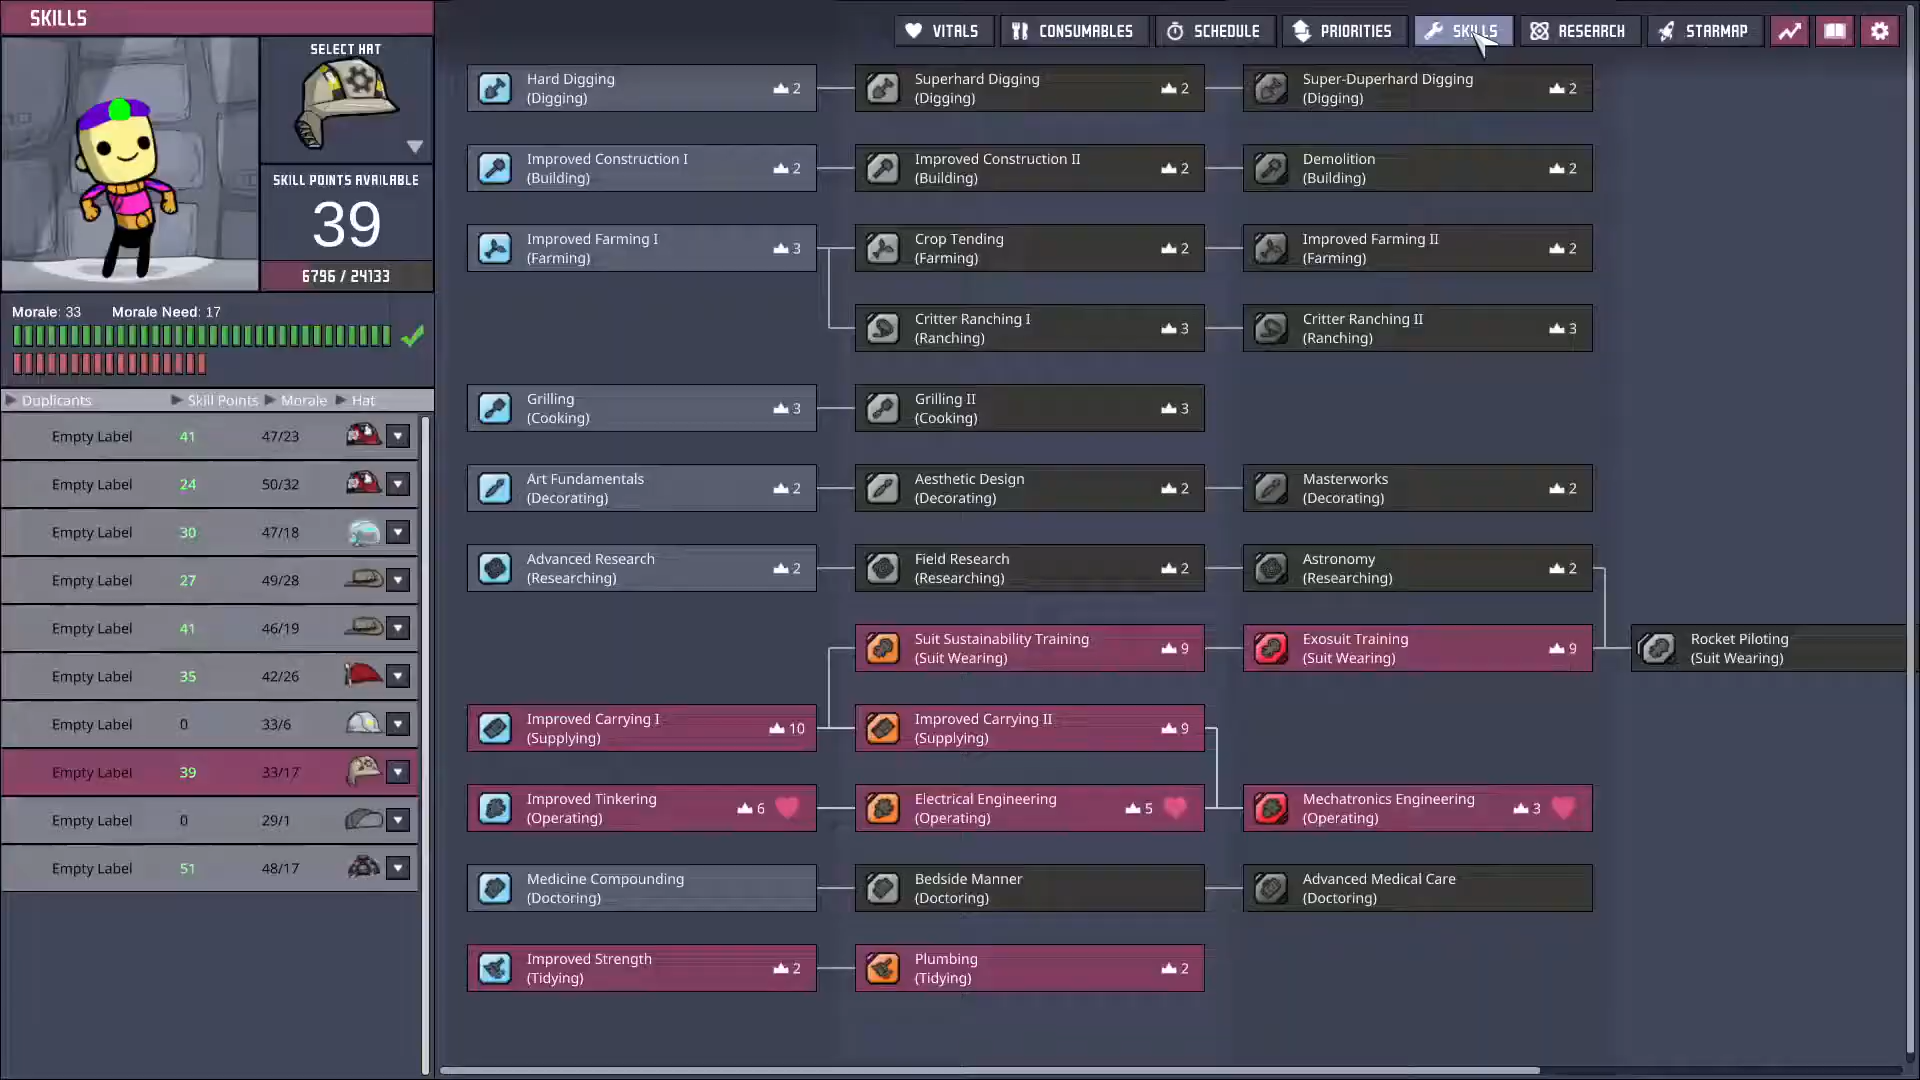 SKILLS
VITALS
CONSUMABLES
SCHEDULE
PRIORITIES
SKILLS
RESEARCH
STARMAP
SELECT HAT
SKILL POINTS AVAILABLE
39
6796 / 24133
Morale: 33 Morale Need: 17
Duplicants Skill Points Morale Hat
Empty Label 41 47/23
Empty Label 24 50/32
Empty Label 30 47/18
Empty Label 27 49/28
Empty Label 41 46/19
Empty Label 35 42/26
Empty Label 0 33/6
Empty Label 39 33/17
Empty Label 0 29/1
Empty Label 51 48/17
Hard Digging
(Digging)
2
Superhard Digging
(Digging)
2
Super-Duperhard Digging
(Digging)
2
Improved Construction I
(Building)
2
Improved Construction II
(Building)
2
Demolition
(Building)
2
Improved Farming I
(Farming)
3
Crop Tending
(Farming)
2
Improved Farming II
(Farming)
2
Critter Ranching I
(Ranching)
3
Critter Ranching II
(Ranching)
3
Grilling
(Cooking)
3
Grilling II
(Cooking)
3
Art Fundamentals
(Decorating)
2
Aesthetic Design
(Decorating)
2
Masterworks
(Decorating)
2
Advanced Research
(Researching)
2
Field Research
(Researching)
2
Astronomy
(Researching)
2
Suit Sustainability Training
(Suit Wearing)
9
Exosuit Training
(Suit Wearing)
9
Rocket Piloting
(Suit Wearing)
Improved Carrying I
(Supplying)
10
Improved Carrying II
(Supplying)
9
Improved Tinkering
(Operating)
6
Electrical Engineering
(Operating)
5
Mechatronics Engineering
(Operating)
3
Medicine Compounding
(Doctoring)
Bedside Manner
(Doctoring)
Advanced Medical Care
(Doctoring)
Improved Strength
(Tidying)
2
Plumbing
(Tidying)
2